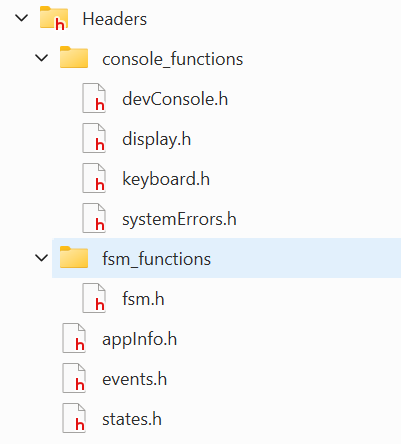 Headers
console_functions
devConsole.h
display.h
keyboard.h
systemErrors.h
fsm_functions
fsm.h
appInfo.h
events.h
states.h